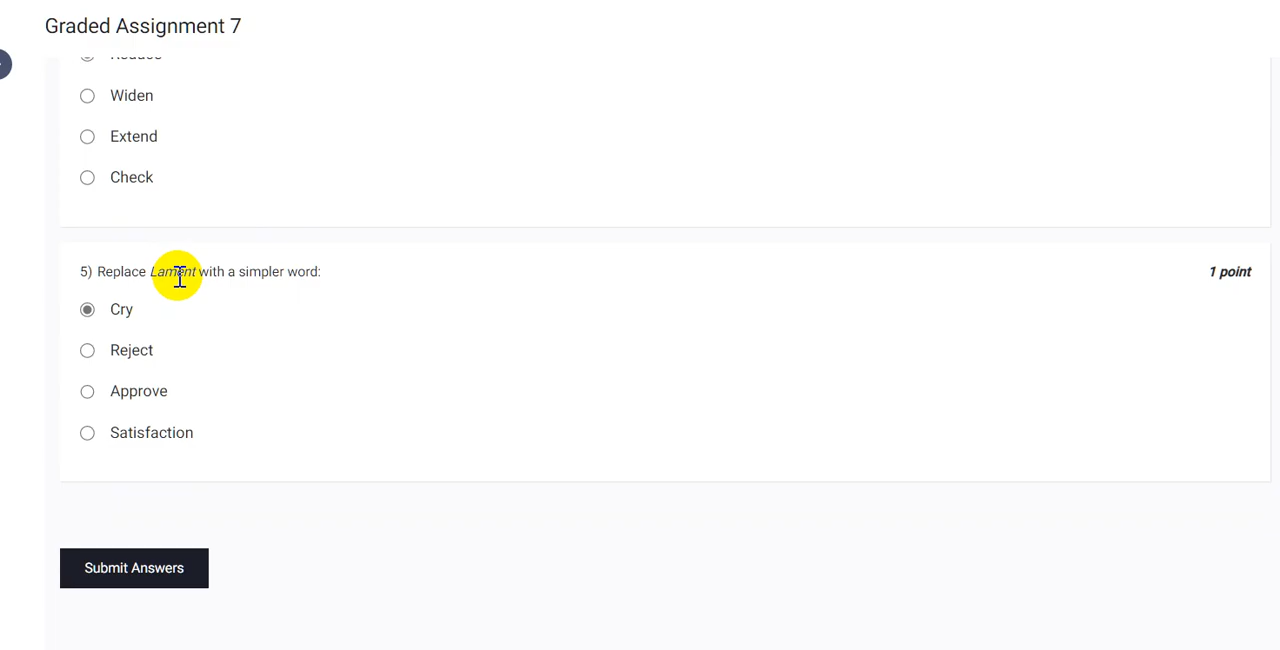 Graded Assignment 7
Widen
Extend
Check
5) Replace Lament with a simpler word:
1 point
Cry
Reject
Approve
Satisfaction
Submit Answers